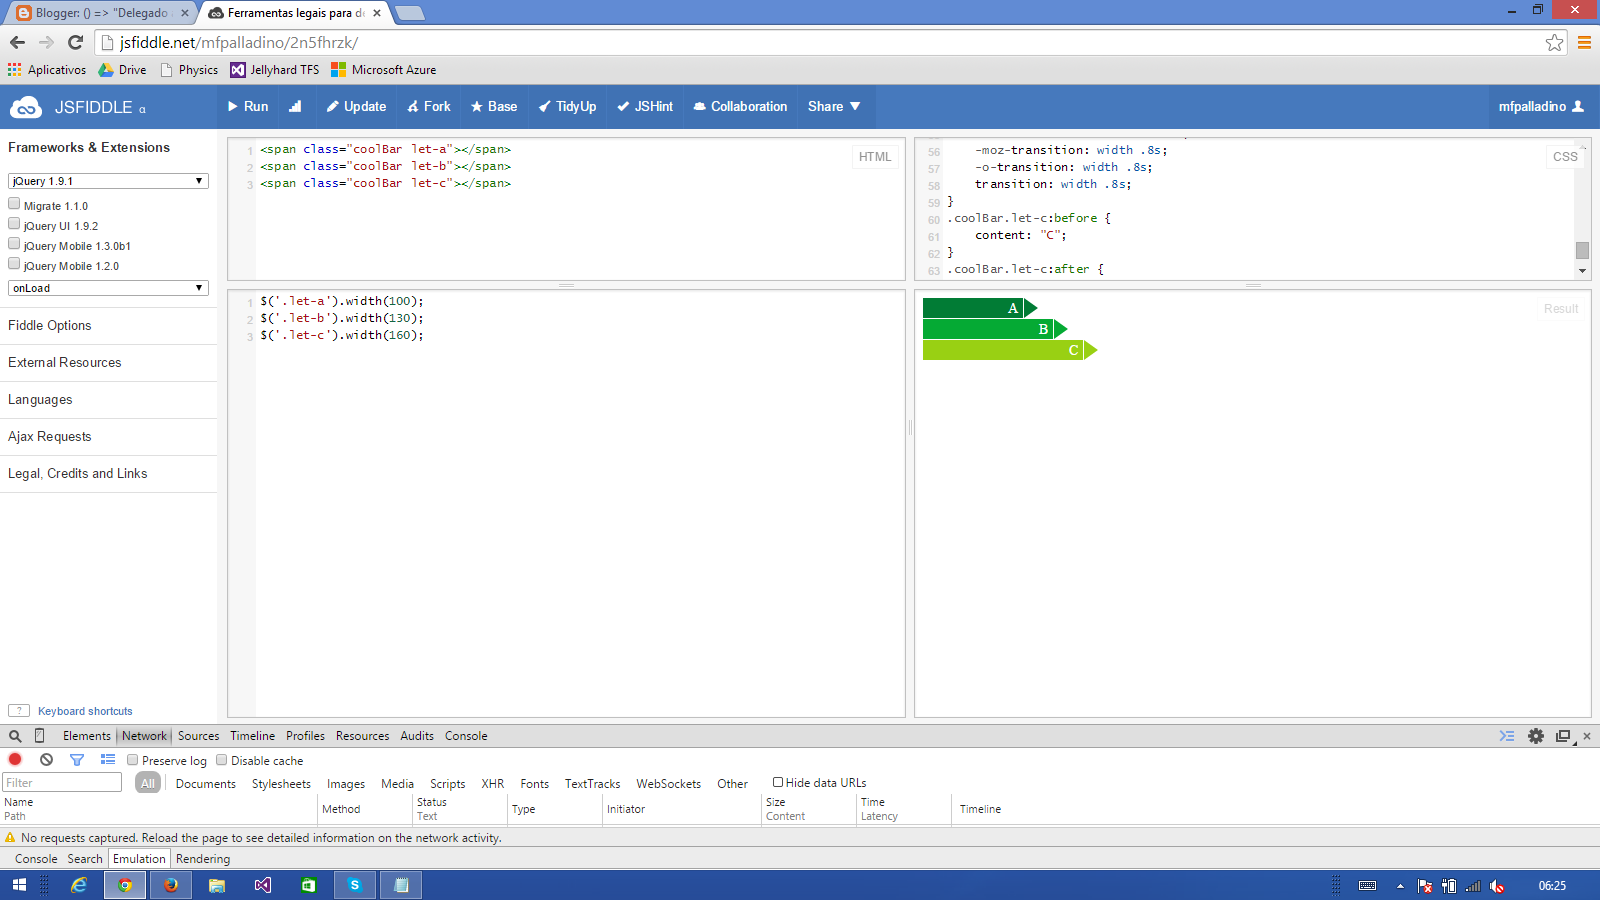 Blogger: () => "Delegado
Ferramentas legais para de
jsfiddle.net/mfpalladino/2n5fhrzk/
Aplicativos Drive Physics Jellyhard TFS Microsoft Azure
JSFIDDLE α Run Update Fork Base TidyUp JSHint Collaboration Share ▼ mfpalladino
Frameworks & Extensions
jQuery 1.9.1
Migrate 1.1.0
jQuery UI 1.9.2
jQuery Mobile 1.3.0b1
jQuery Mobile 1.2.0
onLoad
Fiddle Options
External Resources
Languages
Ajax Requests
Legal, Credits and Links
? Keyboard shortcuts
HTML
1 <span class="coolBar let-a"></span>
2 <span class="coolBar let-b"></span>
3 <span class="coolBar let-c"></span>
CSS
56 -moz-transition: width .8s;
57 -o-transition: width .8s;
58 transition: width .8s;
59 }
60 .coolBar.let-c:before {
61 content: "C";
62 }
63 .coolBar.let-c:after {
1 $('.let-a').width(100);
2 $('.let-b').width(130);
3 $('.let-c').width(160);
Result
A
B
C
Elements Network Sources Timeline Profiles Resources Audits Console
Preserve log Disable cache
Filter All Documents Stylesheets Images Media Scripts XHR Fonts TextTracks WebSockets Other Hide data URLs
Name Path Method Status Text Type Initiator Size Content Time Latency Timeline
No requests captured. Reload the page to see detailed information on the network activity.
Console Search Emulation Rendering
06:25